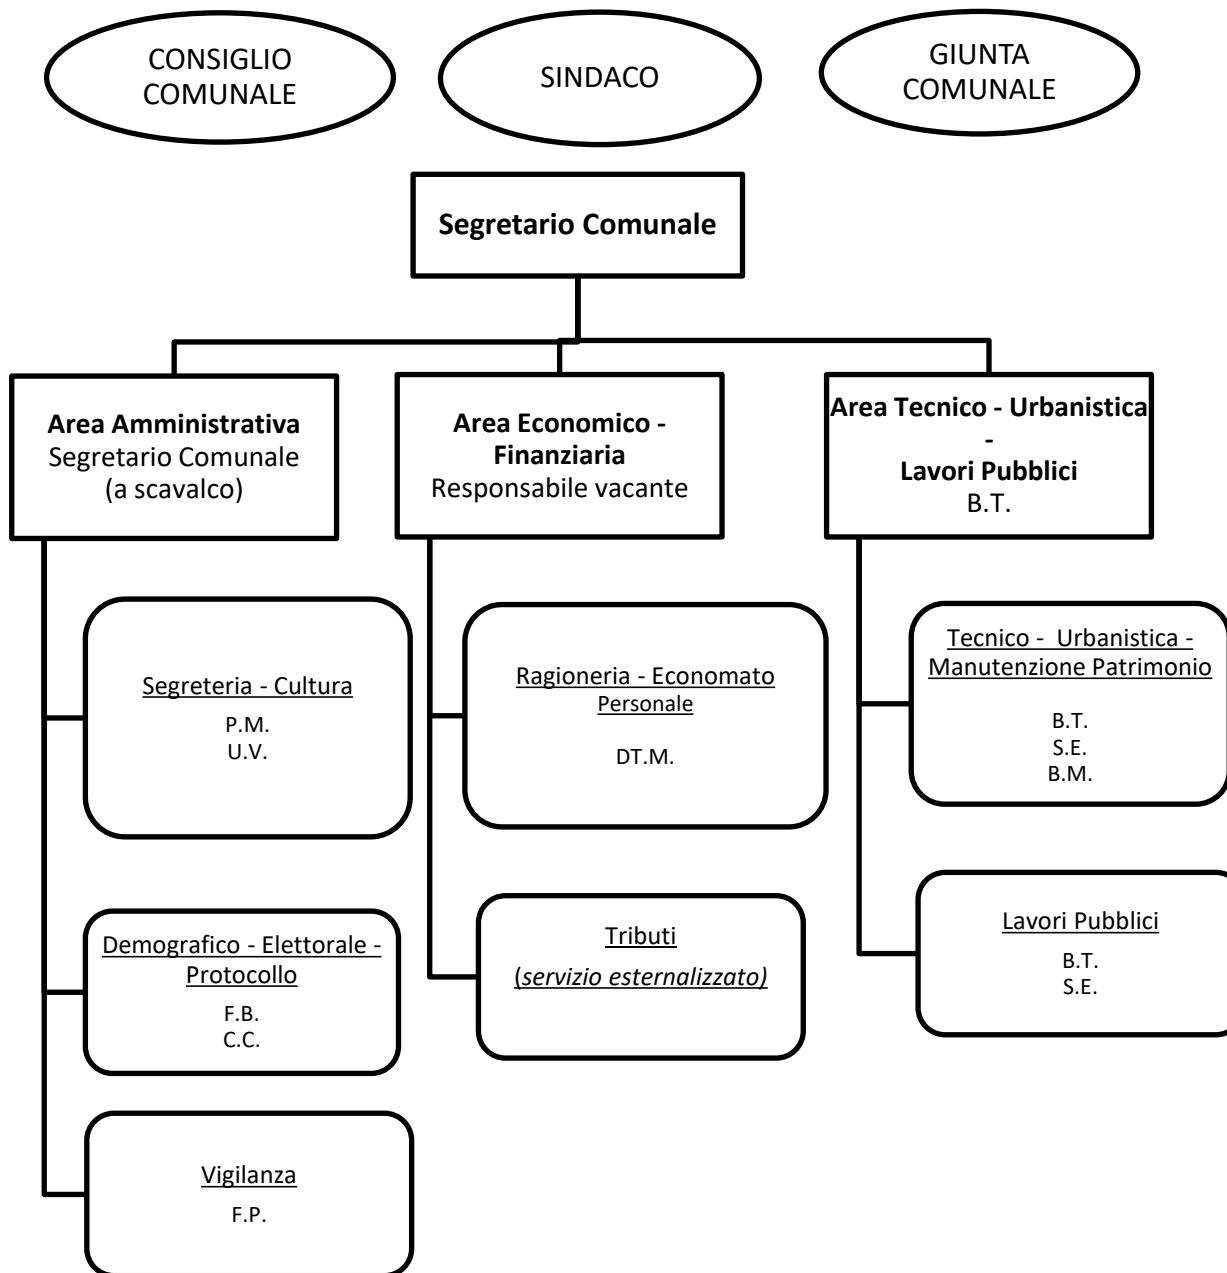 CONSIGLIO
COMUNALE
SINDACO
GIUNTA
COMUNALE
Segretario Comunale
Area Amministrativa
Segretario Comunale
(a scavalco)
Area Economico -
Finanziaria
Responsabile vacante
Area Tecnico - Urbanistica
-
Lavori Pubblici
B.T.
Segreteria - Cultura
P.M.
U.V.
Ragioneria - Economato
Personale
DT.M.
Tecnico - Urbanistica -
Manutenzione Patrimonio
B.T.
S.E.
B.M.
Demografico - Elettorale -
Protocollo
F.B.
C.C.
Tributi
(servizio esternalizzato)
Lavori Pubblici
B.T.
S.E.
Vigilanza
F.P.